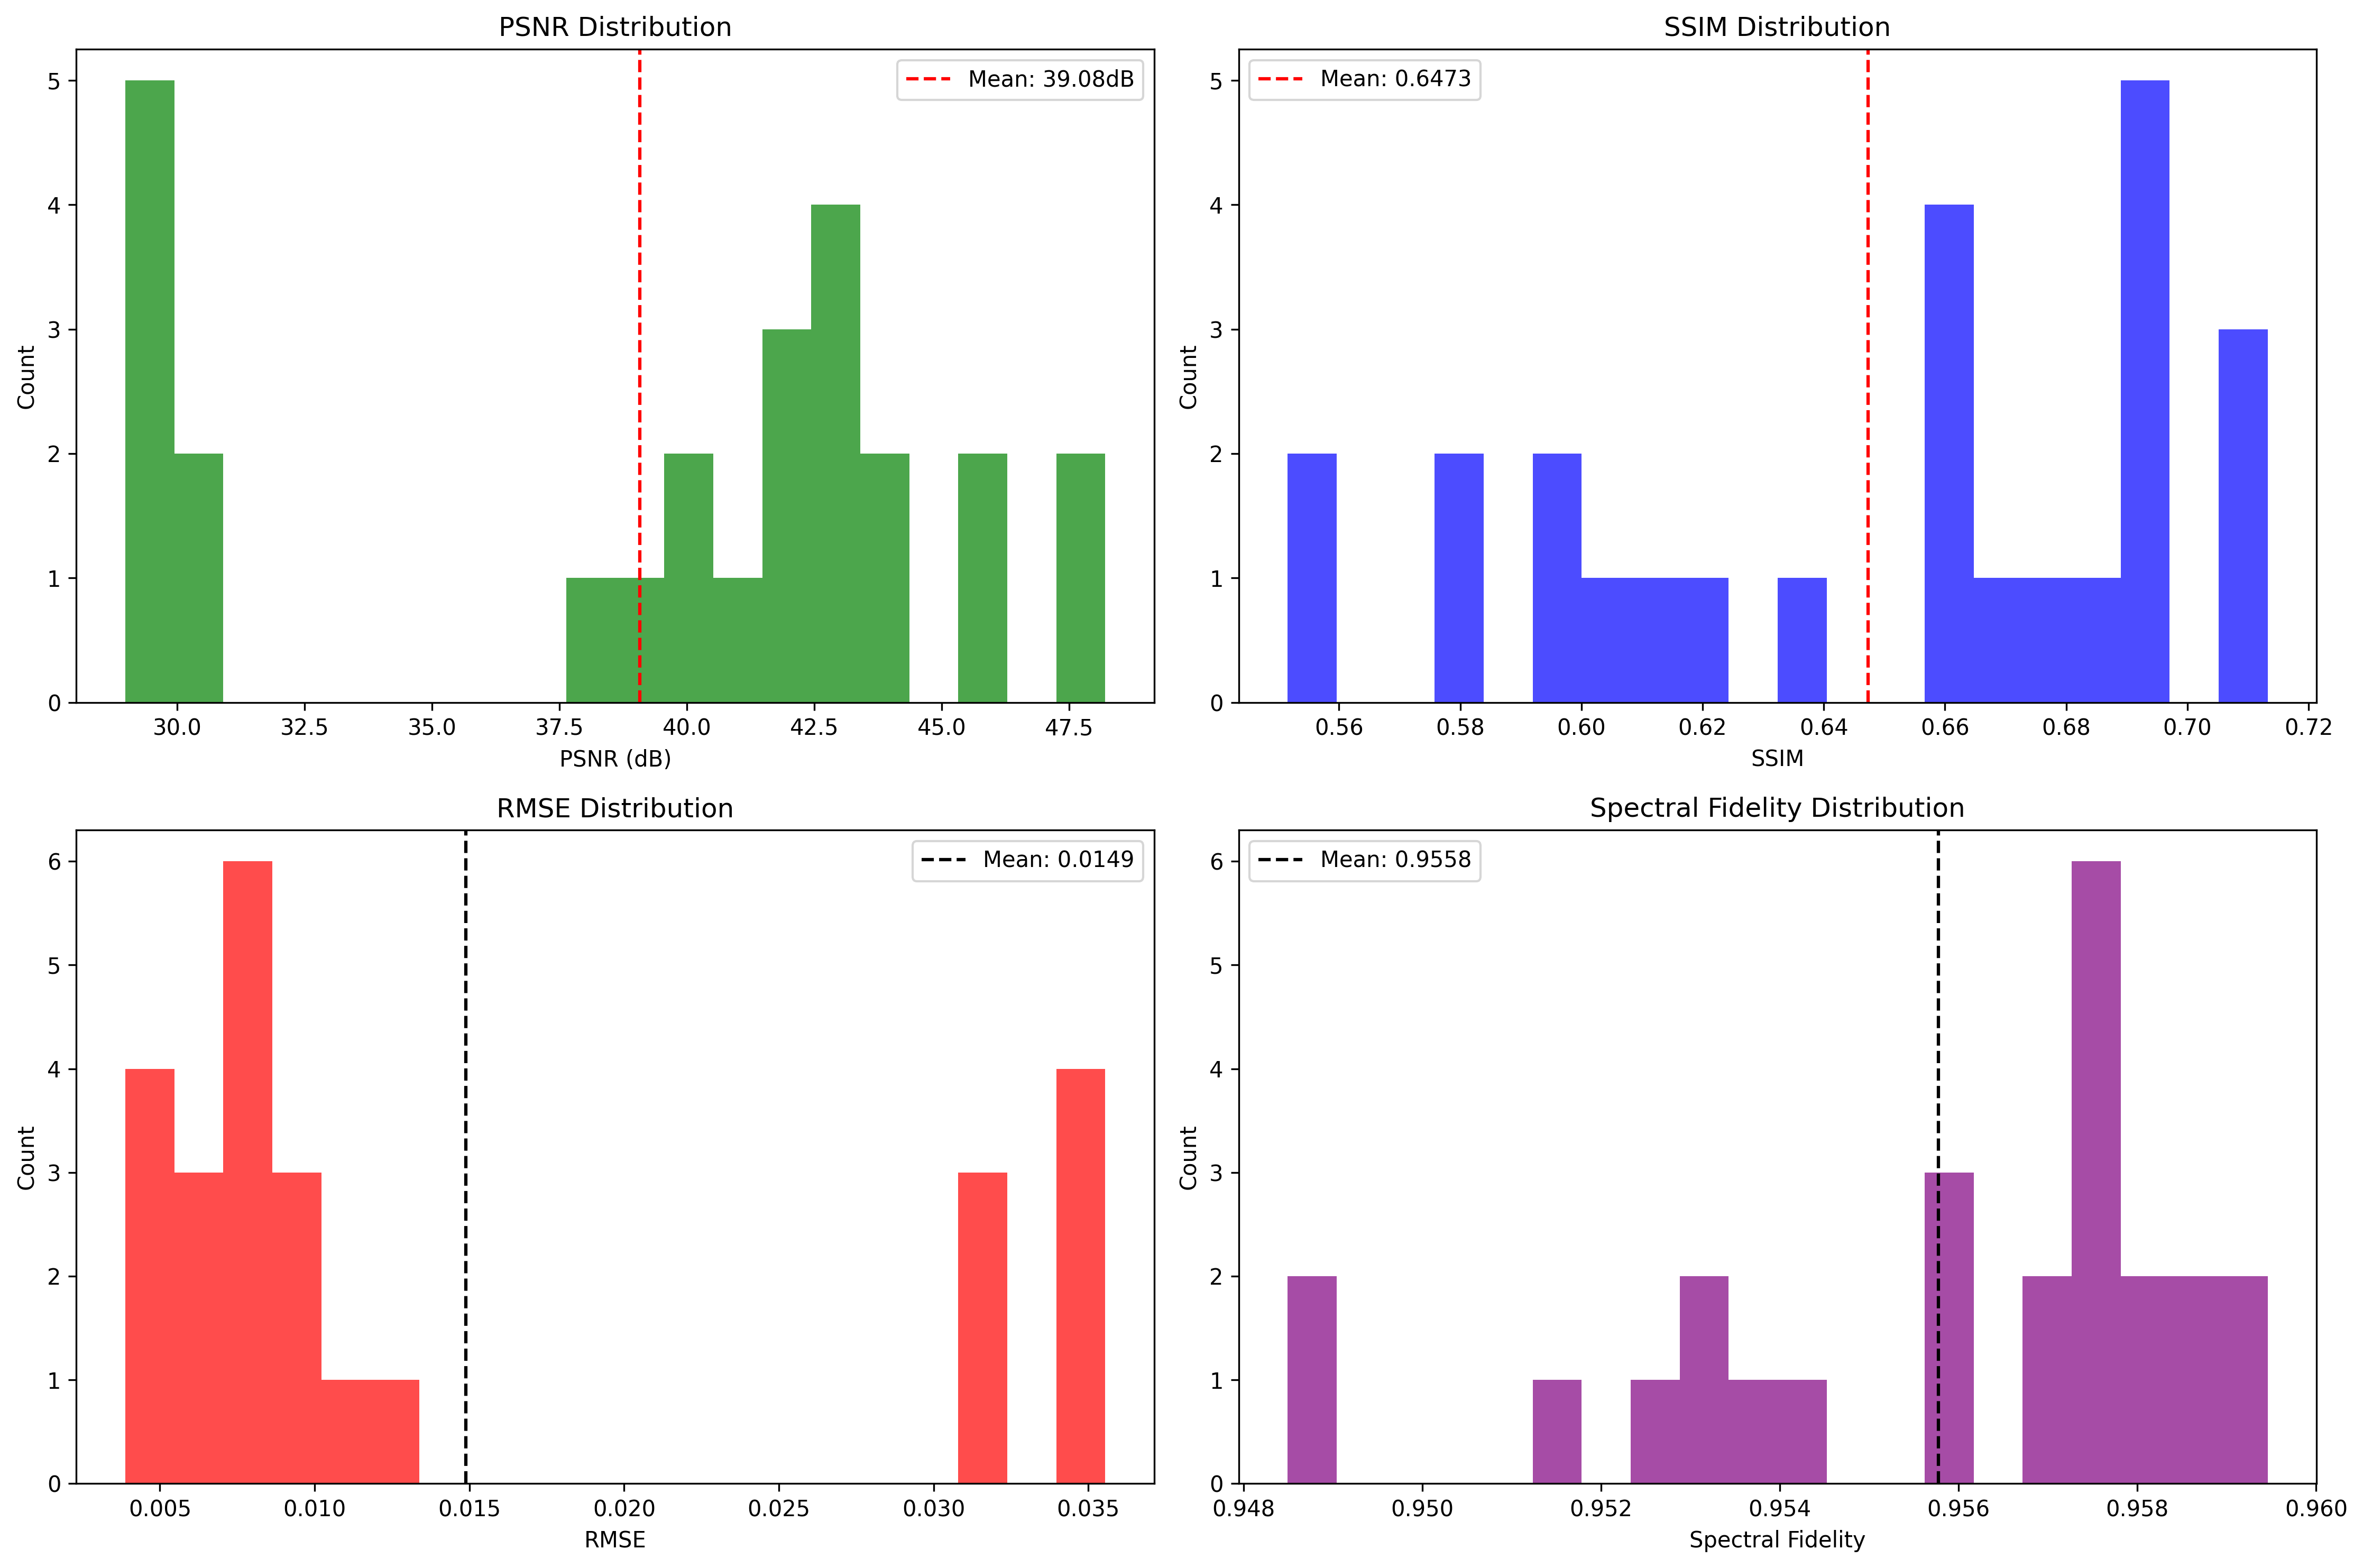 PSNR Distribution
Mean: 39.08dB
5
4
3
2
1
0
Count
30.0 32.5 35.0 37.5 40.0 42.5 45.0 47.5
PSNR (dB)
SSIM Distribution
Mean: 0.6473
5
4
3
2
1
0
Count
0.56 0.58 0.60 0.62 0.64 0.66 0.68 0.70 0.72
SSIM
RMSE Distribution
Mean: 0.0149
6
5
4
3
2
1
0
Count
0.005 0.010 0.015 0.020 0.025 0.030 0.035
RMSE
Spectral Fidelity Distribution
Mean: 0.9558
6
5
4
3
2
1
0
Count
0.948 0.950 0.952 0.954 0.956 0.958 0.960
Spectral Fidelity